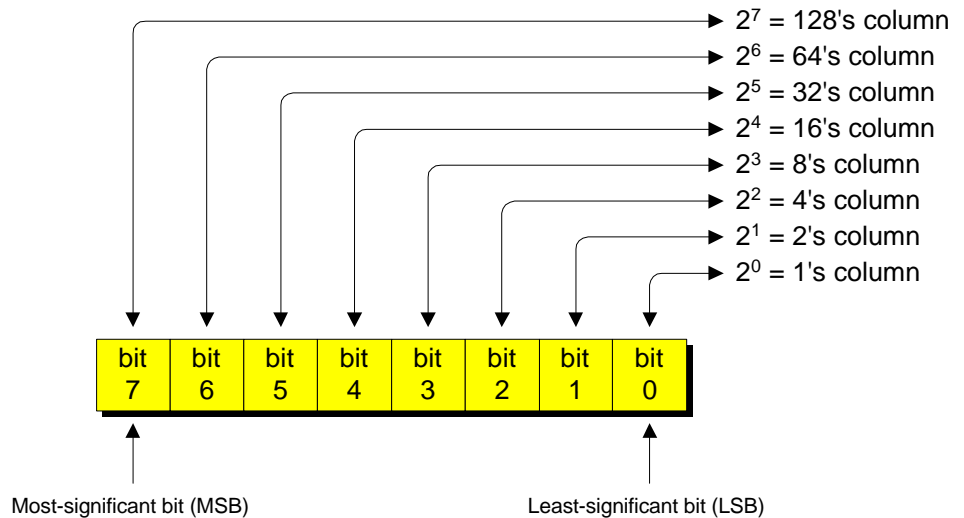 2⁷ = 128's column
2⁶ = 64's column
2⁵ = 32's column
2⁴ = 16's column
2³ = 8's column
2² = 4's column
2¹ = 2's column
2⁰ = 1's column
bit bit bit bit bit bit bit bit
7 6 5 4 3 2 1 0
Most-significant bit (MSB) Least-significant bit (LSB)